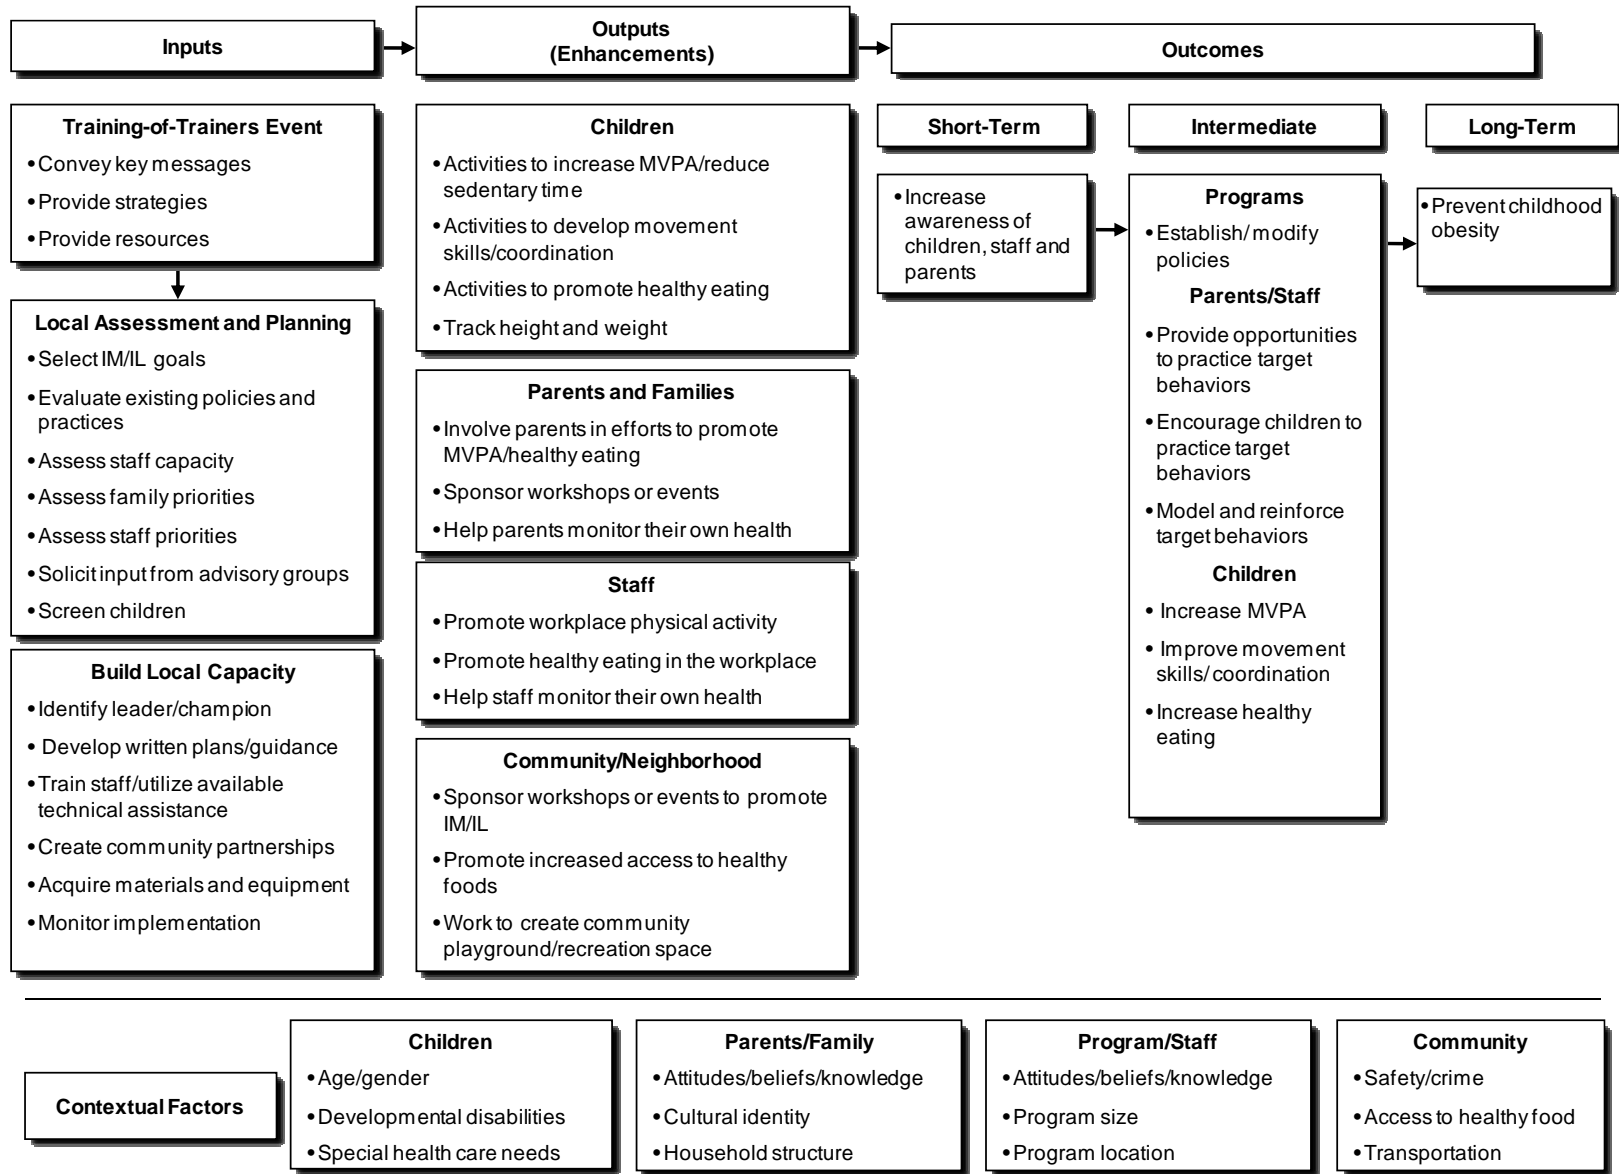 Inputs
Outputs
(Enhancements)
Outcomes
Training-of-Trainers Event
•Convey key messages
•Provide strategies
•Provide resources
Local Assessment and Planning
•Select IM/IL goals
•Evaluate existing policies and
practices
•Assess staff capacity
•Assess family priorities
•Assess staff priorities
•Solicit input from advisory groups
•Screen children
Build Local Capacity
•Identify leader/champion
•Develop written plans/guidance
•Train staff/utilize available
technical assistance
•Create community partnerships
•Acquire materials and equipment
•Monitor implementation
Children
•Activities to increase MVPA/reduce
sedentary time
•Activities to develop movement
skills/coordination
•Activities to promote healthy eating
•Track height and weight
Parents and Families
•Involve parents in efforts to promote
MVPA/healthy eating
•Sponsor workshops or events
•Help parents monitor their own health
Staff
•Promote workplace physical activity
•Promote healthy eating in the workplace
•Help staff monitor their own health
Community/Neighborhood
•Sponsor workshops or events to promote
IM/IL
•Promote increased access to healthy
foods
•Work to create community
playground/recreation space
Short-Term
•Increase
awareness of
children, staff and
parents
Intermediate
Programs
•Establish/modify
policies
Parents/Staff
•Provide opportunities
to practice target
behaviors
•Encourage children to
practice target
behaviors
•Model and reinforce
target behaviors
Children
•Increase MVPA
•Improve movement
skills/coordination
•Increase healthy
eating
Long-Term
•Prevent childhood
obesity
Contextual Factors
Children
•Age/gender
•Developmental disabilities
•Special health care needs
Parents/Family
•Attitudes/beliefs/knowledge
•Cultural identity
•Household structure
Program/Staff
•Attitudes/beliefs/knowledge
•Program size
•Program location
Community
•Safety/crime
•Access to healthy food
•Transportation